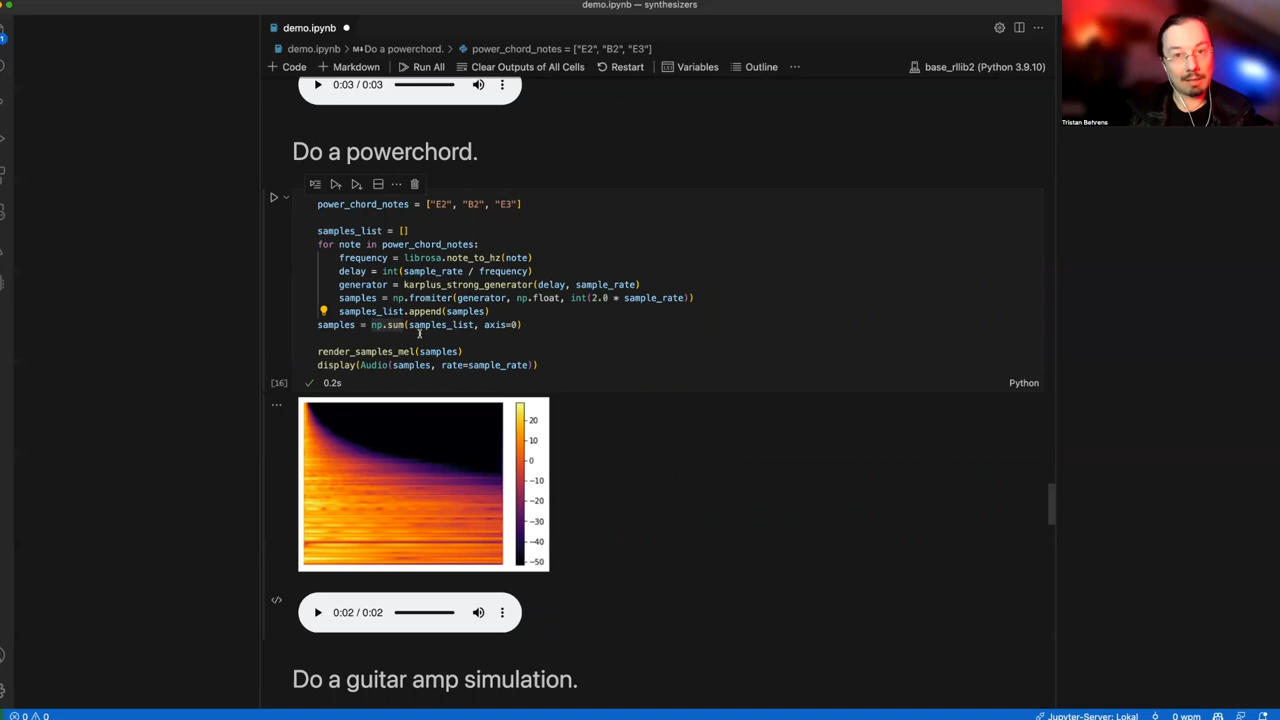 demo.ipynb — synthesizers
demo.ipynb
demo.ipynb > M↓Do a powerchord. > power_chord_notes = ["E2", "B2", "E3"]
+ Code + Markdown Run All Clear Outputs of All Cells Restart Variables Outline ... base_rllib2 (Python 3.9.10)
Tristan Behrens
0:03 / 0:03
Do a powerchord.
power_chord_notes = ["E2", "B2", "E3"]
samples_list = []
for note in power_chord_notes:
frequency = librosa.note_to_hz(note)
delay = int(sample_rate / frequency)
generator = karplus_strong_generator(delay, sample_rate)
samples = np.fromiter(generator, np.float, int(2.0 * sample_rate))
samples_list.append(samples)
samples = np.sum(samples_list, axis=0)
render_samples_mel(samples)
display(Audio(samples, rate=sample_rate))
[16] 0.2s Python
20
10
0
−10
−20
−30
−40
−50
0:02 / 0:02
Do a guitar amp simulation.
0 0 Jupyter-Server: Lokal 0 wpm